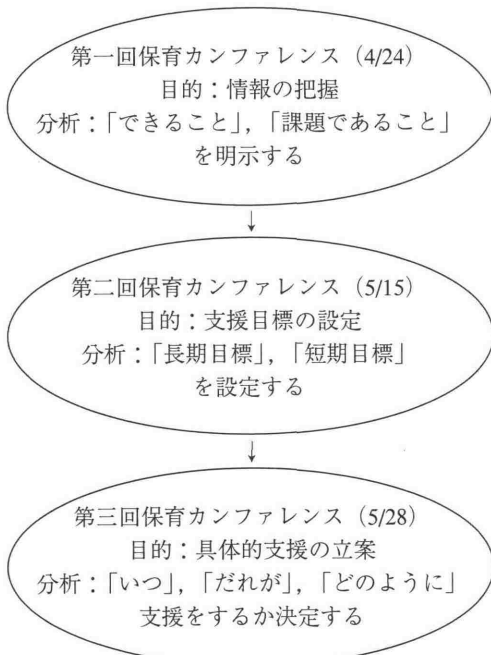 第一回保育カンファレンス（4/24）
目的：情報の把握
分析：「できること」，「課題であること」
を明示する
↓
第二回保育カンファレンス（5/15）
目的：支援目標の設定
分析：「長期目標」，「短期目標」
を設定する
↓
第三回保育カンファレンス（5/28）
目的：具体的支援の立案
分析：「いつ」，「だれが」，「どのように」
支援をするか決定する